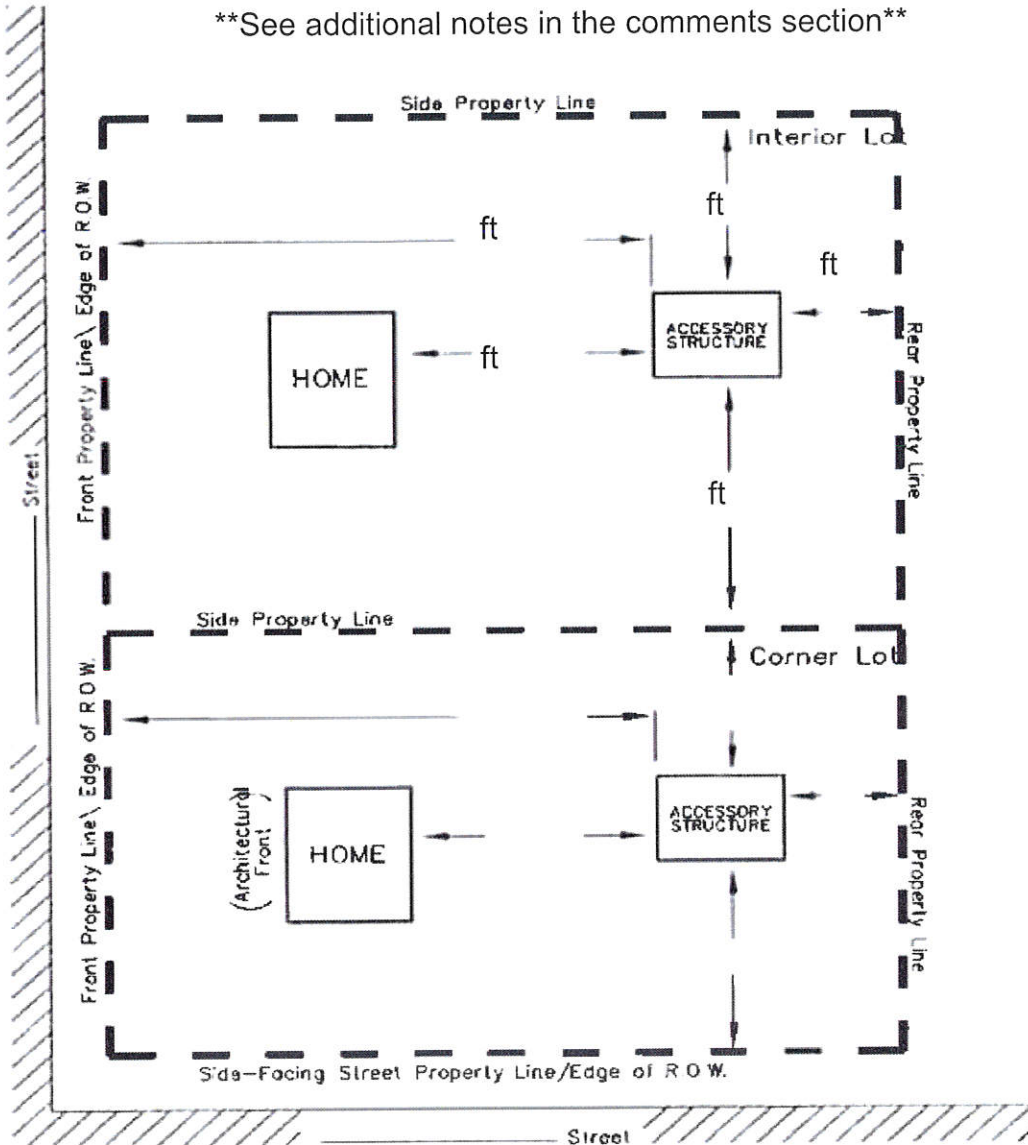 **See additional notes in the comments section**
Side Property Line
Interior Lot
Front Property Line\ Edge of R.O.W.
Street
ft
ft
ft
ACCESSORY
STRUCTURE
HOME
ft
ft
Rear Property Line
Side Property Line
Corner Lot
Front Property Line\ Edge of R.O.W.
(Architectural
Front)
HOME
ACCESSORY
STRUCTURE
Rear Property Line
Side-Facing Street Property Line/Edge of R.O.W.
Street